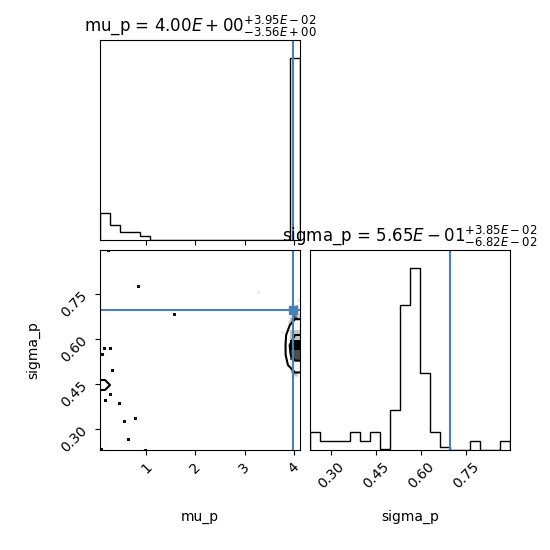 mu_p = 4.00E + 00+3.95E−02 −3.56E+00
sigma_p = 5.65E − 01+3.85E−02 −6.82E−02
0.75
0.60
0.45
0.30
sigma_p
1 2 3 4
mu_p
0.30 0.45 0.60 0.75
sigma_p